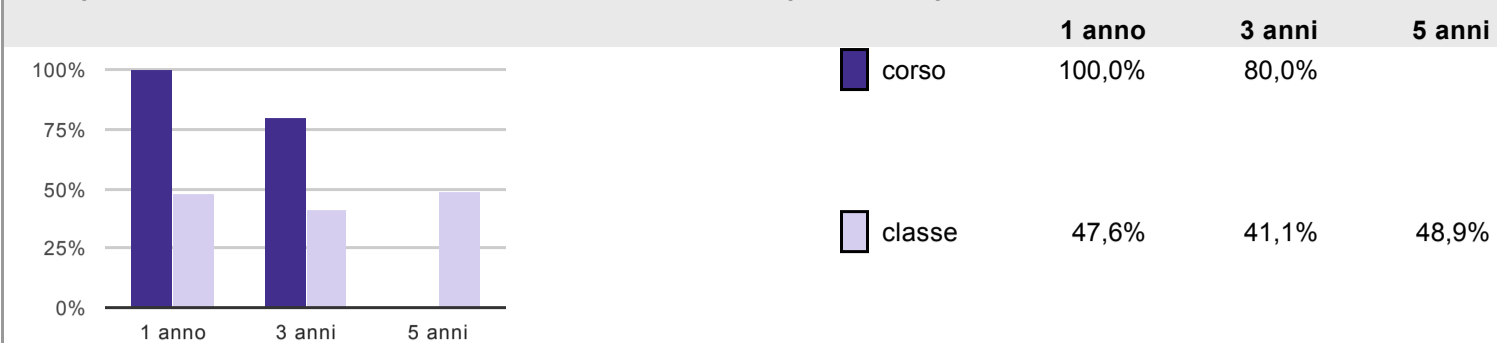 1 anno 3 anni 5 anni
100%
75%
50%
25%
0%
1 anno 3 anni 5 anni
corso 100,0% 80,0%
classe 47,6% 41,1% 48,9%